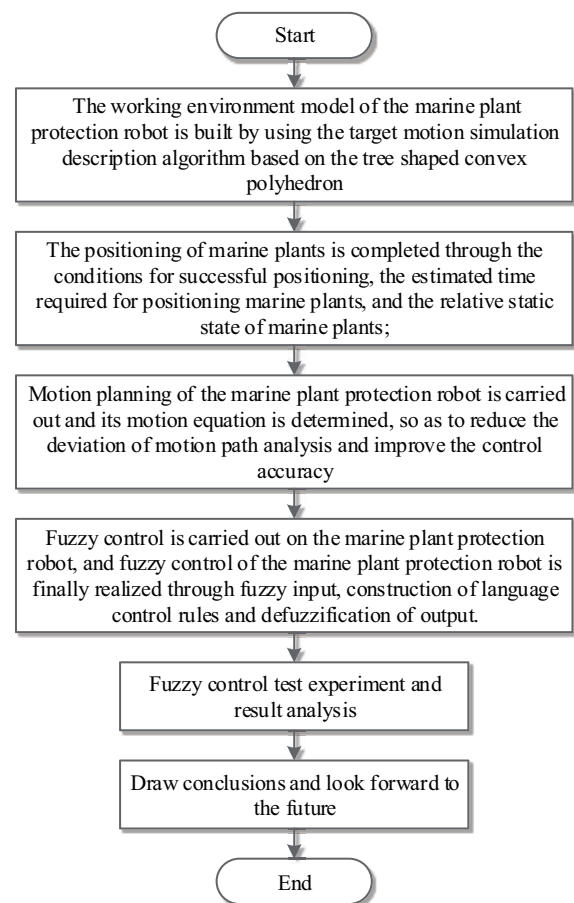 Start
The working environment model of the marine plant
protection robot is built by using the target motion simulation
description algorithm based on the tree shaped convex
polyhedron
The positioning of marine plants is completed through the
conditions for successful positioning, the estimated time
required for positioning marine plants, and the relative static
state of marine plants;
Motion planning of the marine plant protection robot is carried
out and its motion equation is determined, so as to reduce the
deviation of motion path analysis and improve the control
accuracy
Fuzzy control is carried out on the marine plant protection
robot, and fuzzy control of the marine plant protection robot is
finally realized through fuzzy input, construction of language
control rules and defuzzification of output.
Fuzzy control test experiment and
result analysis
Draw conclusions and look forward to
the future
End